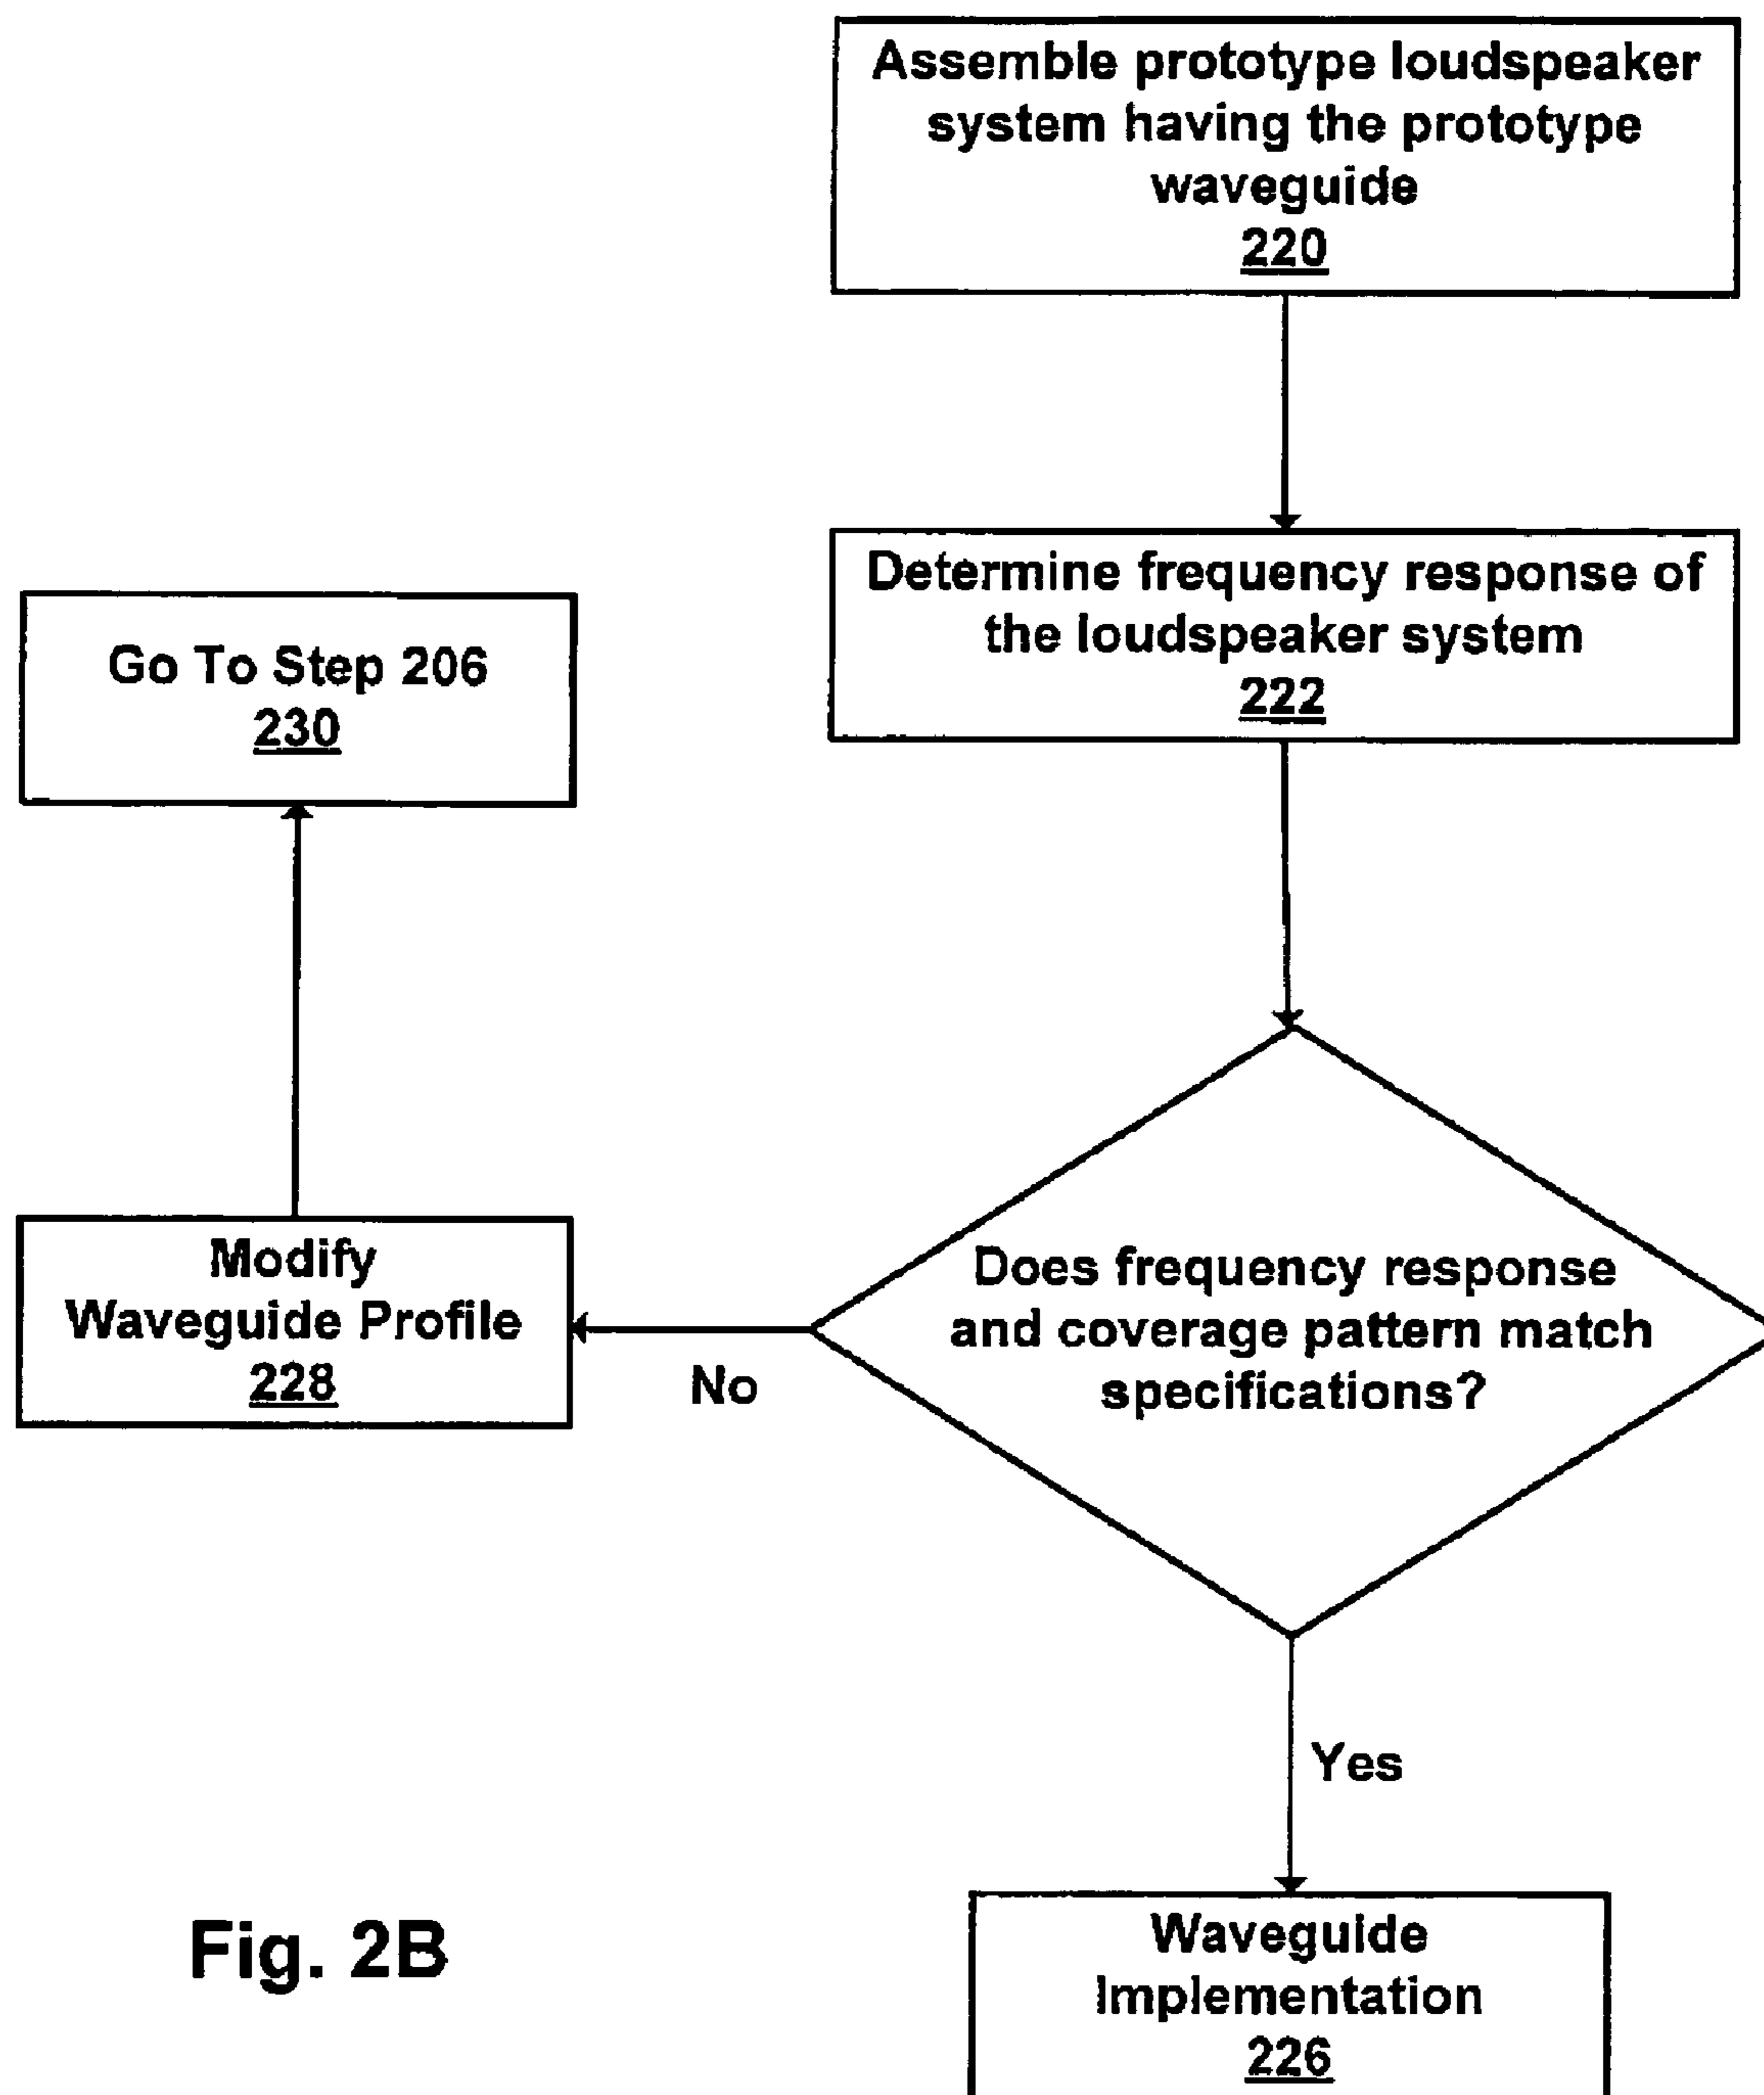 Assemble prototype loudspeaker
system having the prototype
waveguide
220
Determine frequency response of
the loudspeaker system
222
Go To Step 206
230
Does frequency response
and coverage pattern match
specifications?
Modify
Waveguide Profile
228
No
Yes
Waveguide
Implementation
226
Fig. 2B